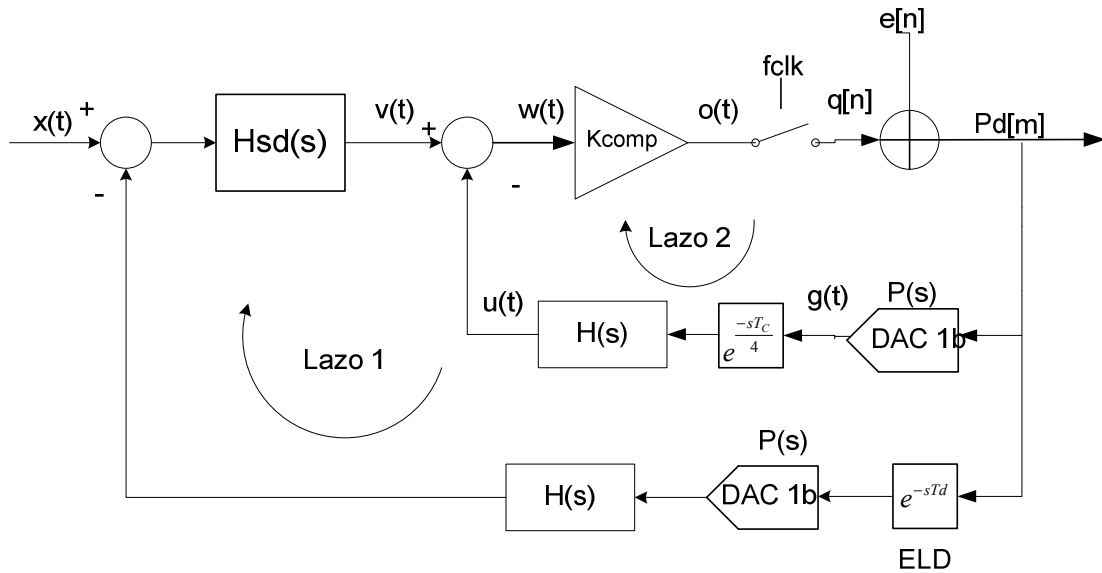 e[n]
fclk
x(t) + Hsd(s) v(t) + w(t) Kcomp o(t) q[n] Pd[m]
- -
Lazo 2
u(t) H(s) e^{-sT_C/4} g(t) P(s) DAC 1b
Lazo 1
P(s)
H(s) DAC 1b e^{-sTd}
ELD